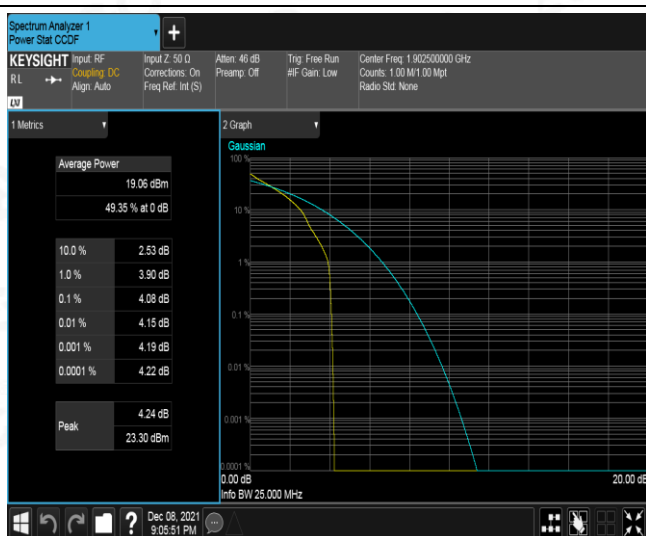 Spectrum Analyzer 1
Power Stat CCDF
+
KEYSIGHT
RL
LXI
Input: RF
Coupling: DC
Align: Auto
Input Z: 50 Ω
Corrections: On
Freq Ref: Int (S)
Atten: 46 dB
Preamp: Off
Trig: Free Run
#IF Gain: Low
Center Freq: 1.902500000 GHz
Counts: 1.00 M/1.00 Mpt
Radio Std: None
1 Metrics
Average Power
19.06 dBm
49.35 % at 0 dB
10.0 % 2.53 dB
1.0 % 3.90 dB
0.1 % 4.08 dB
0.01 % 4.15 dB
0.001 % 4.19 dB
0.0001 % 4.22 dB
Peak
4.24 dB
23.30 dBm
2 Graph
Gaussian
100 %
10 %
1 %
0.1 %
0.01 %
0.001 %
0.0001 %
0.00 dB
20.00 dB
Info BW 25.000 MHz
?
Dec 08, 2021
9:05:51 PM